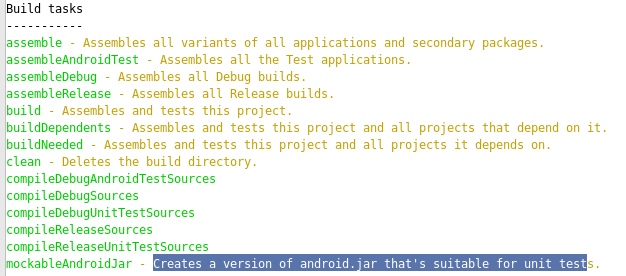 Build tasks
-----------
assemble - Assembles all variants of all applications and secondary packages.
assembleAndroidTest - Assembles all the Test applications.
assembleDebug - Assembles all Debug builds.
assembleRelease - Assembles all Release builds.
build - Assembles and tests this project.
buildDependents - Assembles and tests this project and all projects that depend on it.
buildNeeded - Assembles and tests this project and all projects it depends on.
clean - Deletes the build directory.
compileDebugAndroidTestSources
compileDebugSources
compileDebugUnitTestSources
compileReleaseSources
compileReleaseUnitTestSources
mockableAndroidJar - Creates a version of android.jar that's suitable for unit tests.